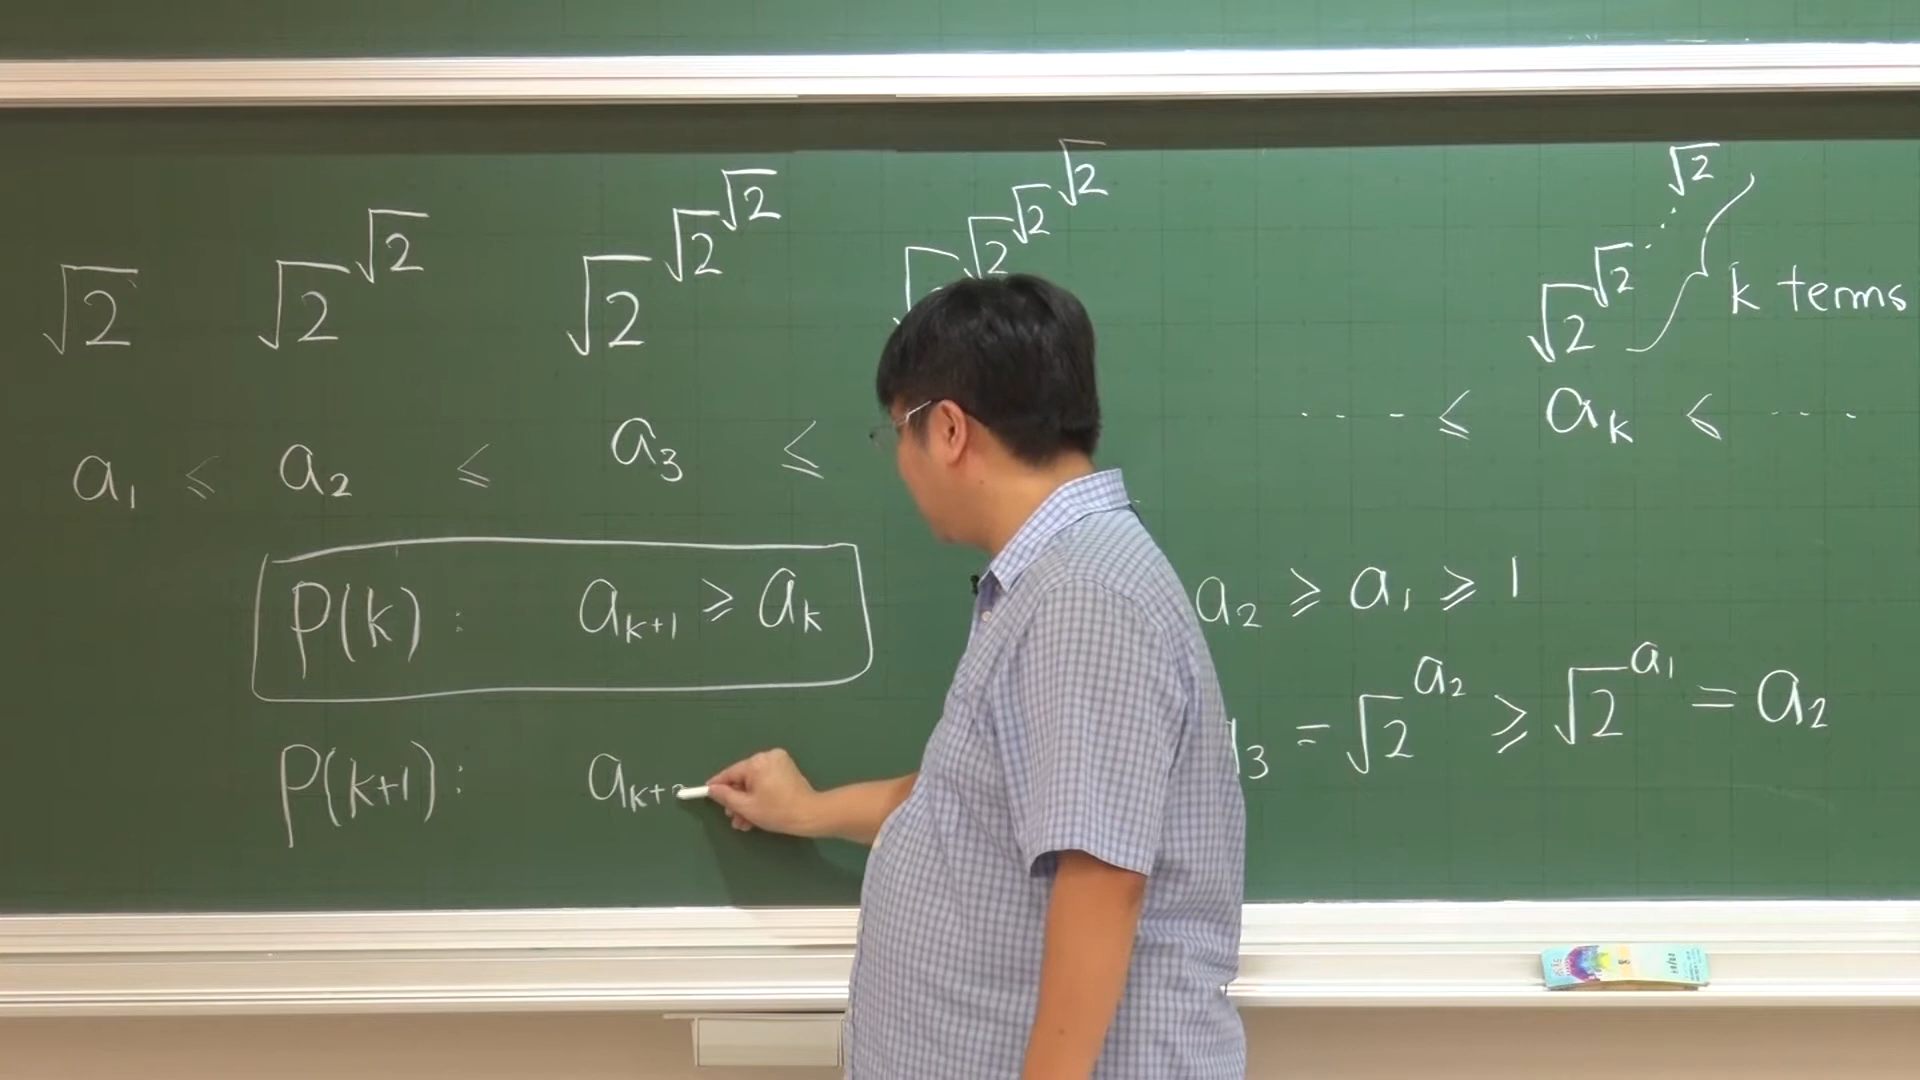 √2 √2^√2 √2^√2^√2 √2^√2^√2^√2 √2^√2^⋰^√2 k terms
a₁ ≤ a₂ ≤ a₃ ≤ ---- ≤ aₖ ≤ ----
P(k) : aₖ₊₁ ≥ aₖ
P(k+1) : aₖ₊
a₂ ≥ a₁ ≥ 1
₃ = √2^a₂ ≥ √2^a₁ = a₂